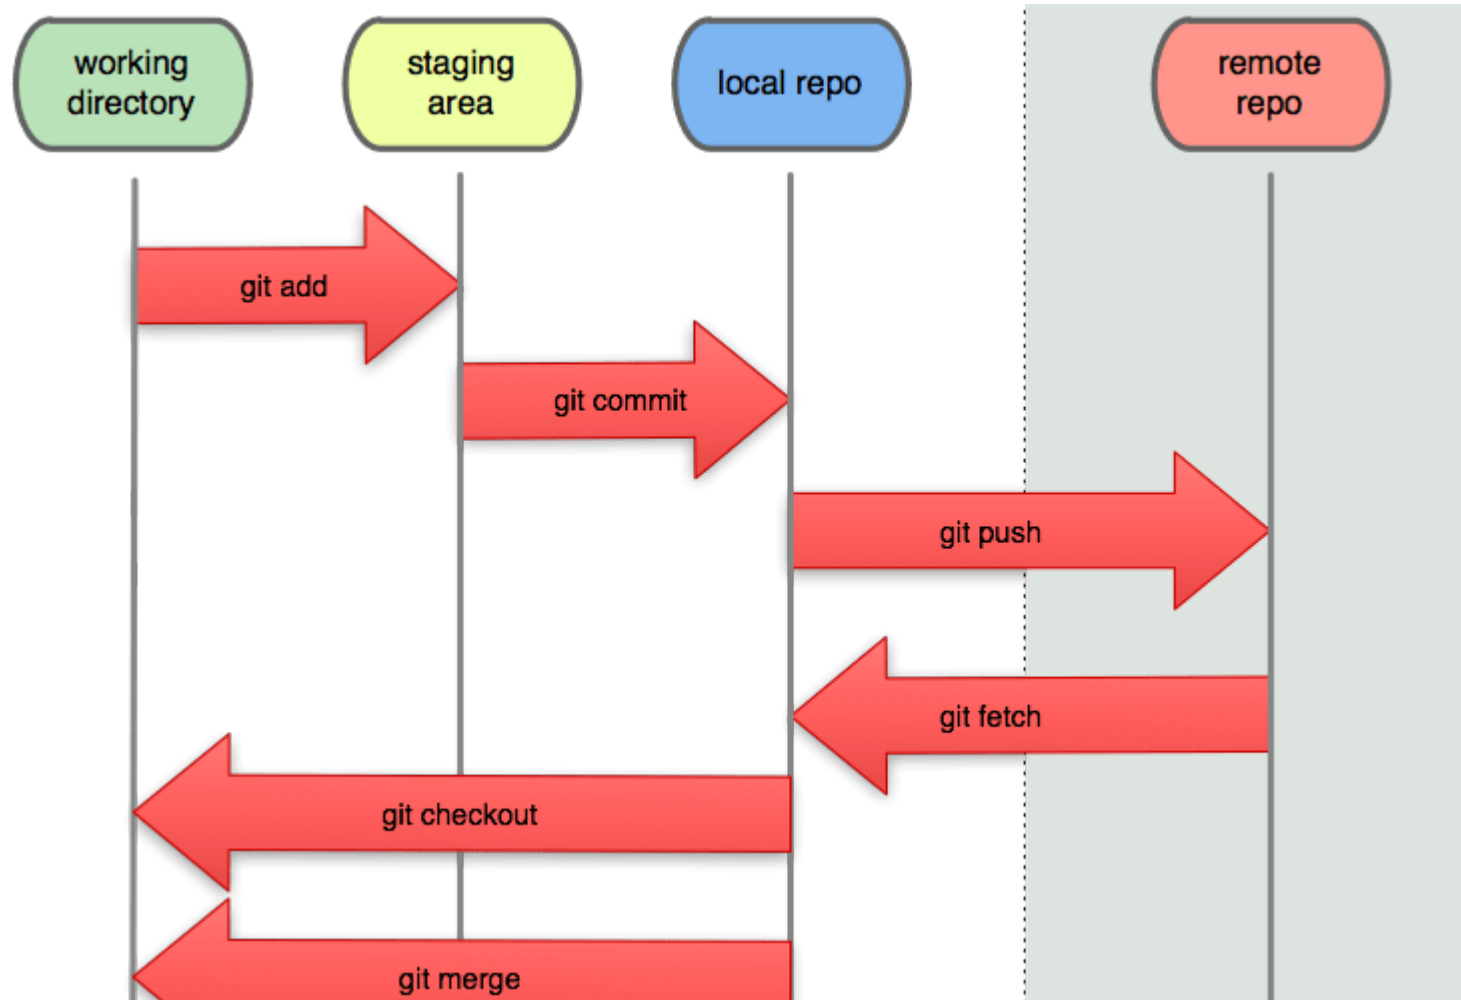 working
directory
staging
area
local repo
remote
repo
git add
git commit
git push
git fetch
git checkout
git merge